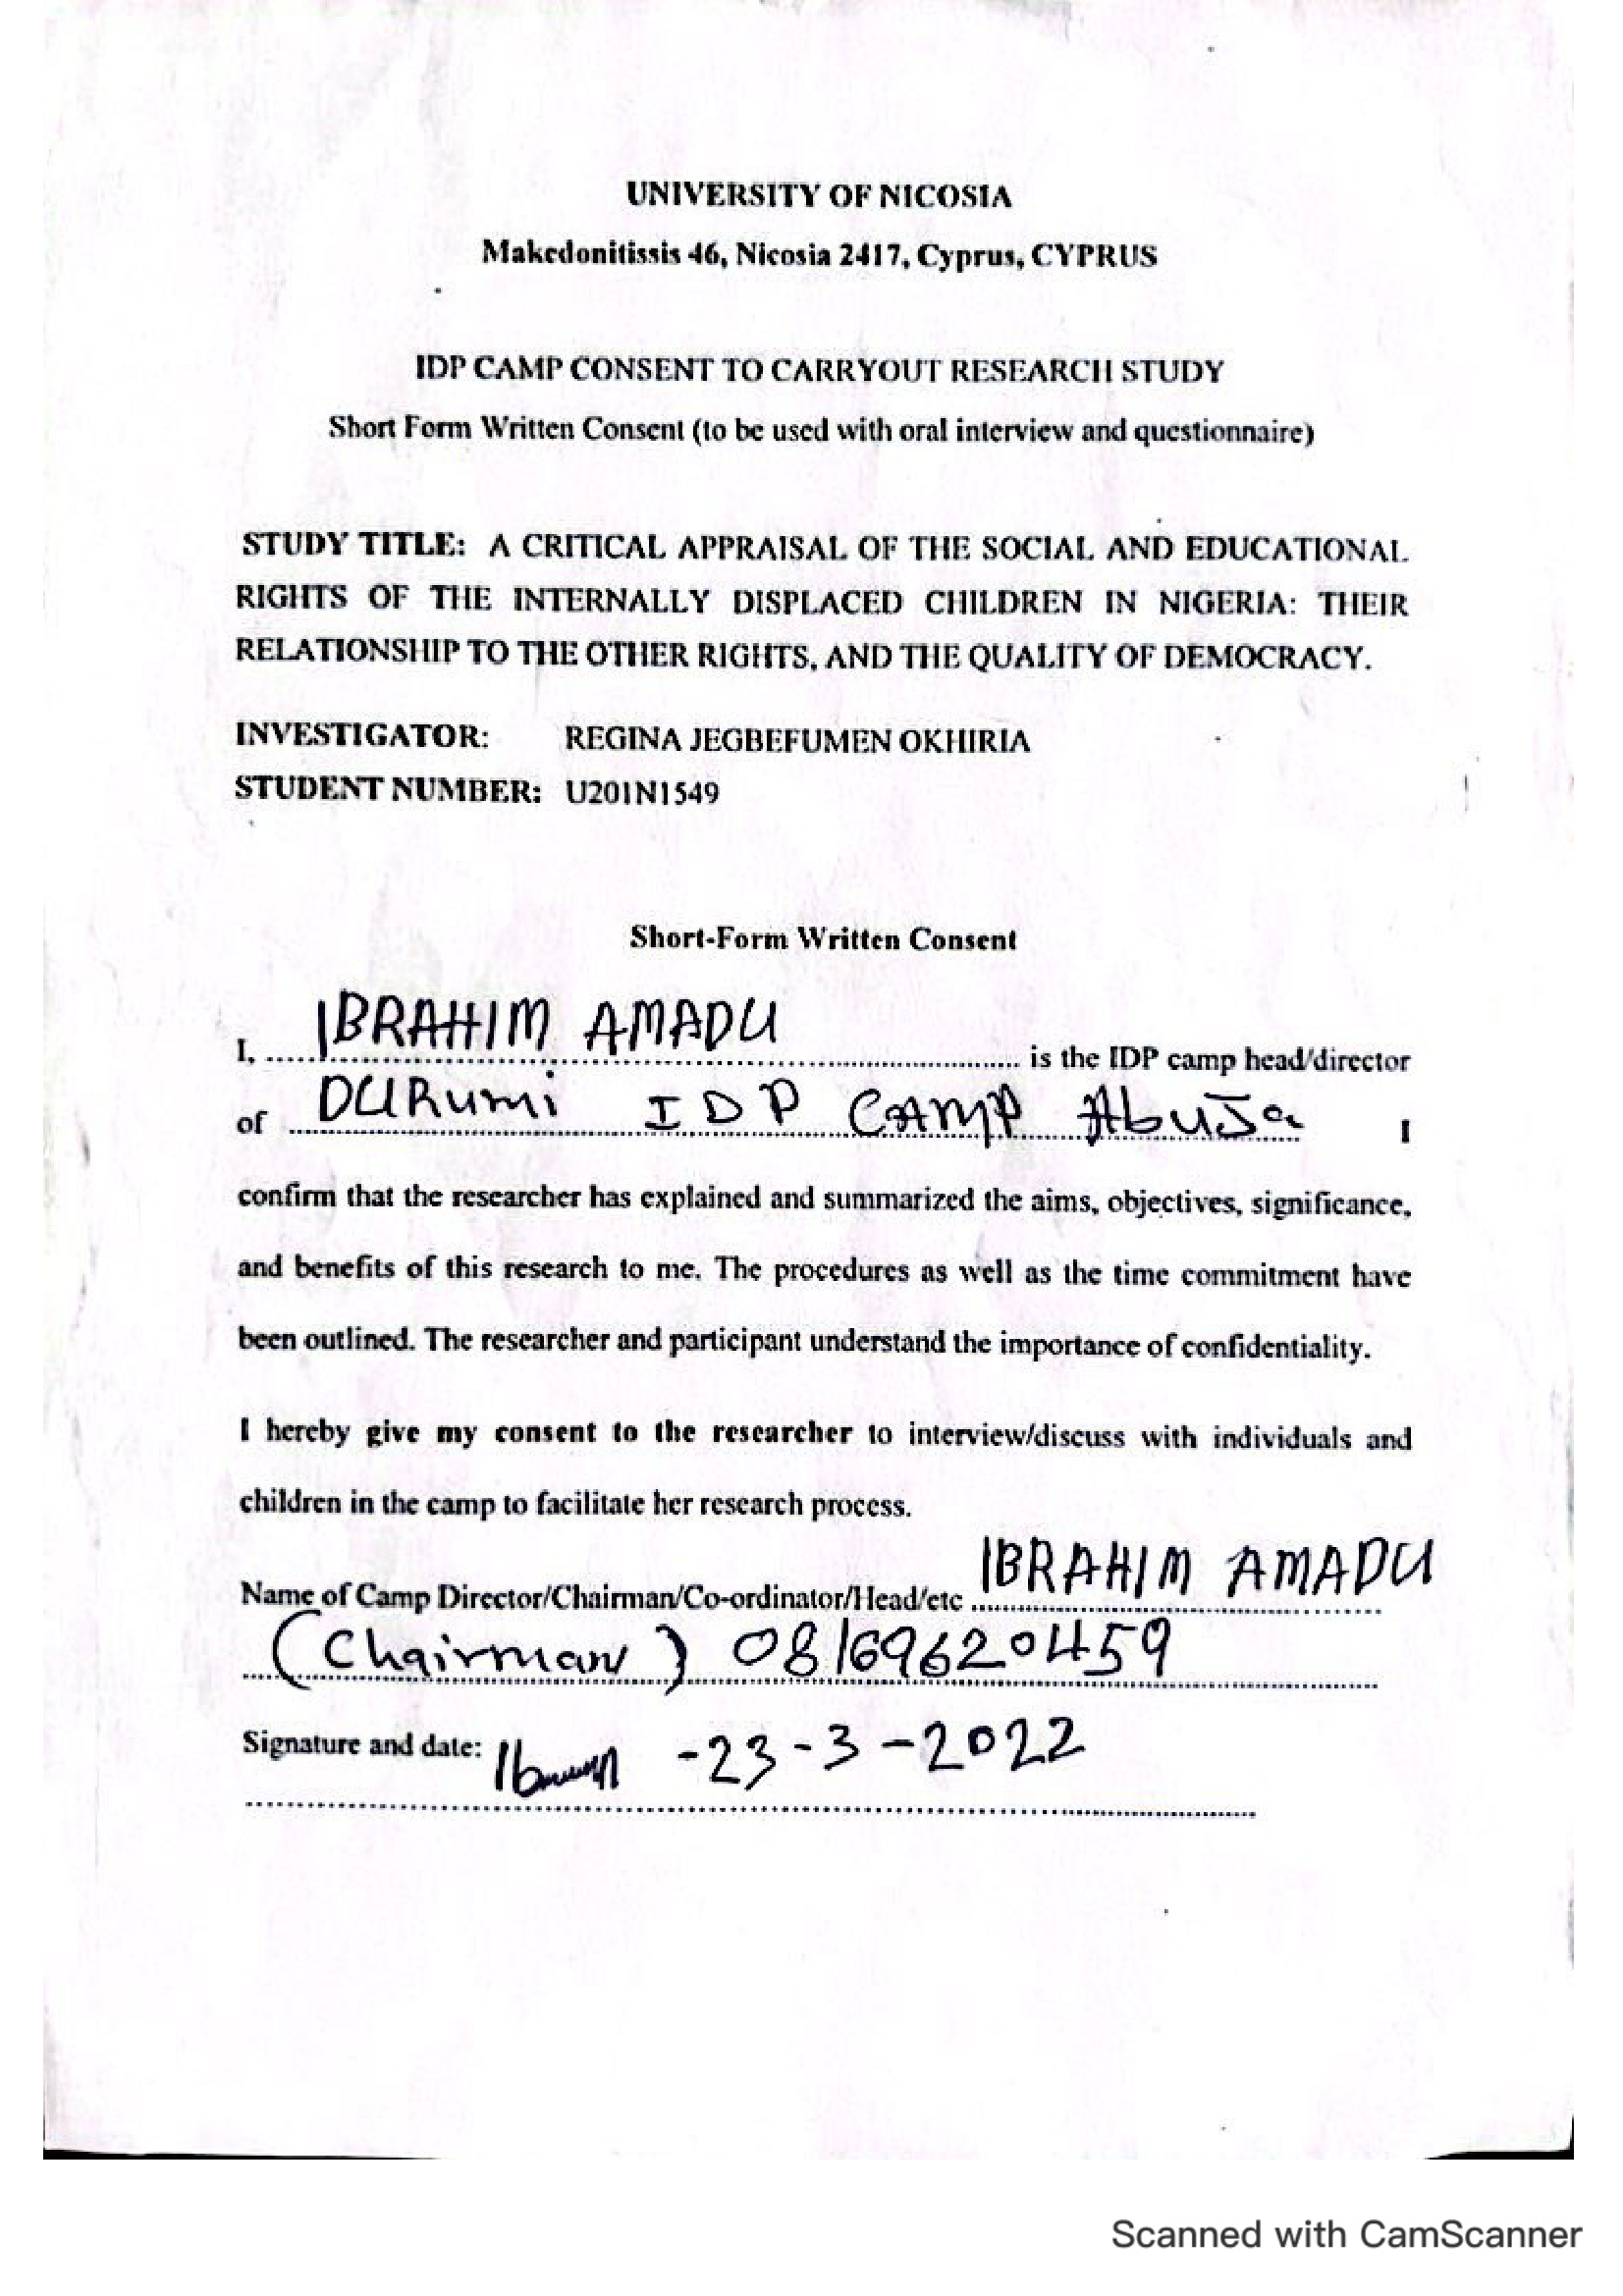 UNIVERSITY OF NICOSIA
Makedonitissis 46, Nicosia 2417, Cyprus, CYPRUS
IDP CAMP CONSENT TO CARRYOUT RESEARCH STUDY
Short Form Written Consent (to be used with oral interview and questionnaire)
STUDY TITLE: A CRITICAL APPRAISAL OF THE SOCIAL AND EDUCATIONAL
RIGHTS OF THE INTERNALLY DISPLACED CHILDREN IN NIGERIA: THEIR
RELATIONSHIP TO THE OTHER RIGHTS, AND THE QUALITY OF DEMOCRACY.
INVESTIGATOR: REGINA JEGBEFUMEN OKHIRIA
STUDENT NUMBER: U201N1549
Short-Form Written Consent
I, IBRAHIM AMADU is the IDP camp head/director
of DURumi IDP CAMP AbuJa I
confirm that the researcher has explained and summarized the aims, objectives, significance,
and benefits of this research to me. The procedures as well as the time commitment have
been outlined. The researcher and participant understand the importance of confidentiality.
I hereby give my consent to the researcher to interview/discuss with individuals and
children in the camp to facilitate her research process.
Name of Camp Director/Chairman/Co-ordinator/Head/etc IBRAHIM AMADU
(Chairman) 08169620459
Signature and date: -23-3-2022
Scanned with CamScanner